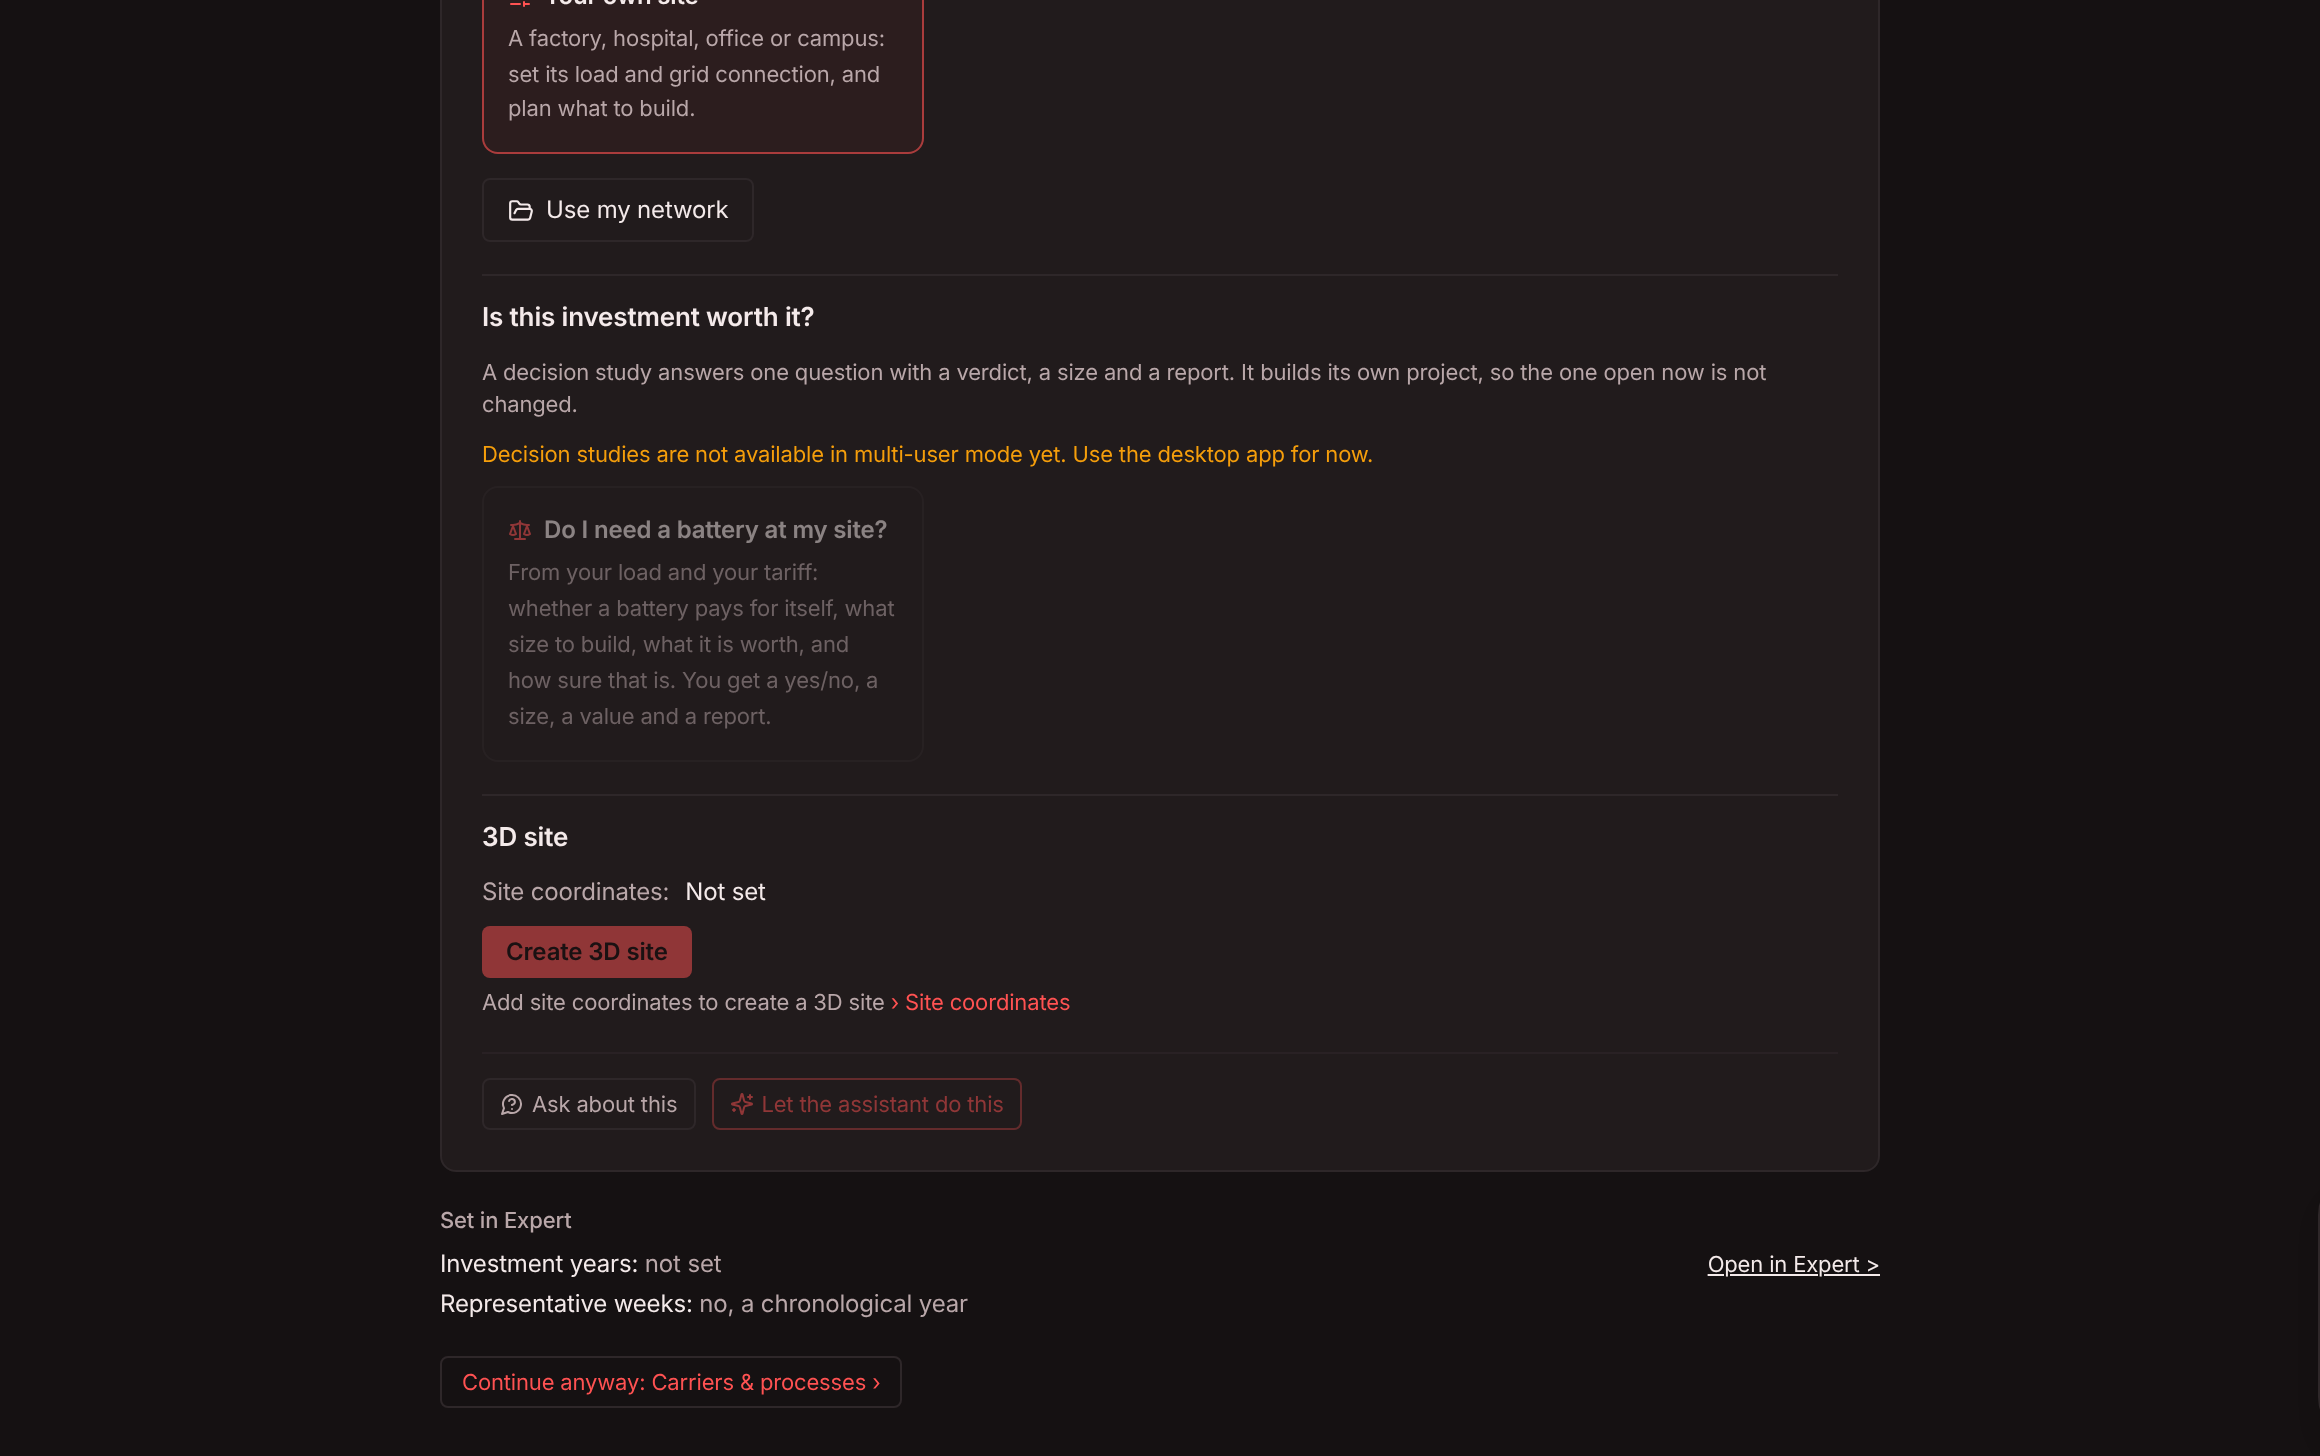 Your own site
A factory, hospital, office or campus:
set its load and grid connection, and
plan what to build.
Use my network
Is this investment worth it?
A decision study answers one question with a verdict, a size and a report. It builds its own project, so the one open now is not
changed.
Decision studies are not available in multi-user mode yet. Use the desktop app for now.
Do I need a battery at my site?
From your load and your tariff:
whether a battery pays for itself, what
size to build, what it is worth, and
how sure that is. You get a yes/no, a
size, a value and a report.
3D site
Site coordinates: Not set
Create 3D site
Add site coordinates to create a 3D site › Site coordinates
Ask about this
Let the assistant do this
Set in Expert
Investment years: not set
Open in Expert >
Representative weeks: no, a chronological year
Continue anyway: Carriers & processes ›